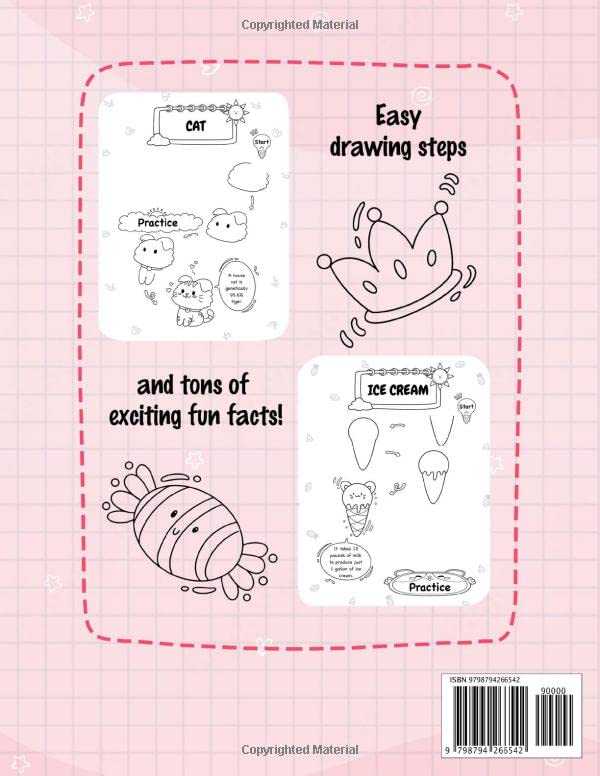 Copyrighted Material
CAT
Start
Practice
A house
cat is
genetically
95.6%
tiger.
Easy
drawing steps
and tons of
exciting fun facts!
ICE CREAM
Start
It takes 12
pounds of milk
to produce just
1 gallon of ice
cream.
Practice
ISBN 9798794266542
90000
9 798794 266542
Copyrighted Material